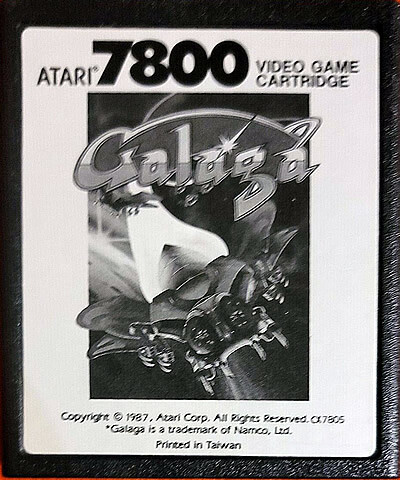 ATARI® 7800 VIDEO GAME
CARTRIDGE
Galaga
Copyright © 1987, Atari Corp. All Rights Reserved. CX7805
*Galaga is a trademark of Namco, Ltd.
Printed in Taiwan